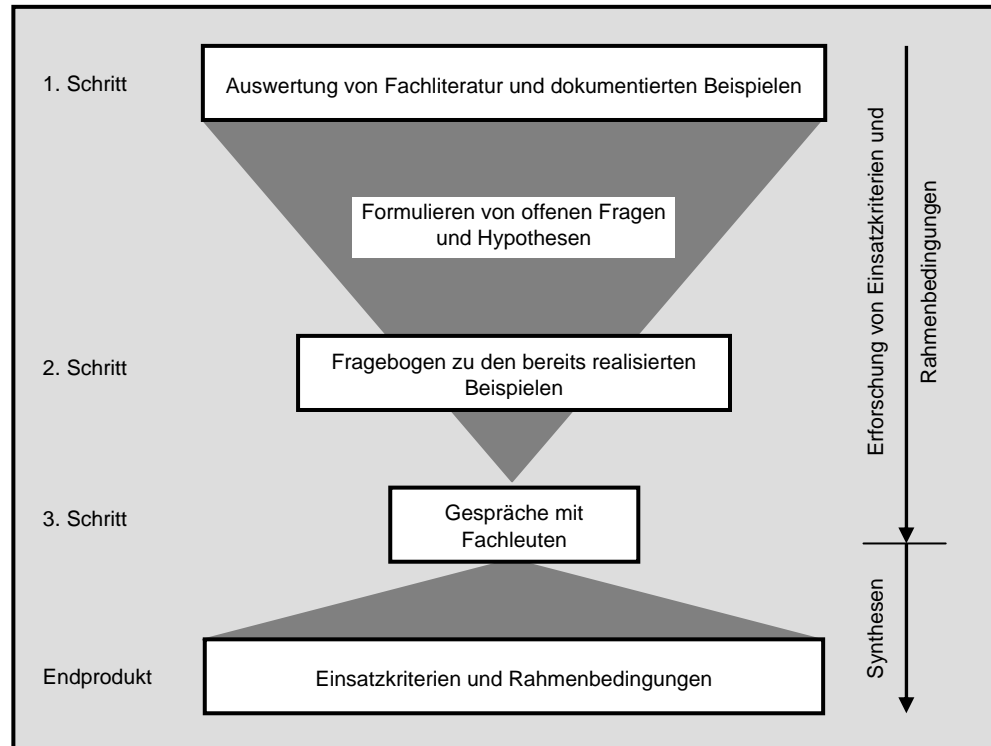 1. Schritt
Auswertung von Fachliteratur und dokumentierten Beispielen
Formulieren von offenen Fragen
und Hypothesen
2. Schritt
Fragebogen zu den bereits realisierten
Beispielen
3. Schritt
Gespräche mit
Fachleuten
Endprodukt
Einsatzkriterien und Rahmenbedingungen
Erforschung von Einsatzkriterien und
Rahmenbedingungen
Synthesen